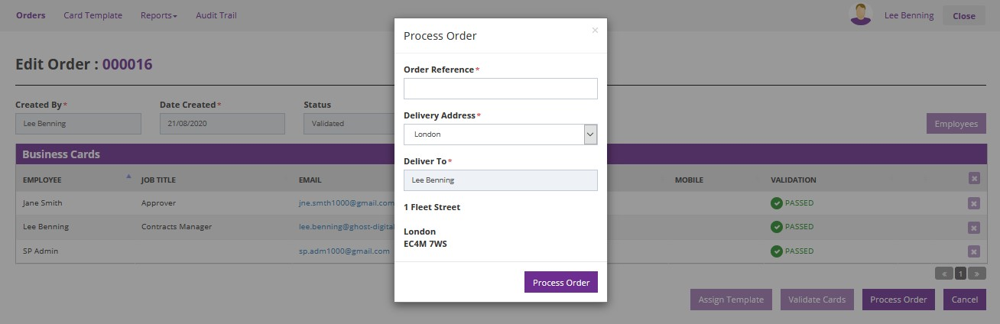 Orders Card Template Reports Audit Trail Lee Benning Close
Process Order ×
Edit Order : 000016
Order Reference*
Created By* Date Created* Status
Delivery Address*
Lee Benning 21/08/2020 Validated Employees
London
Business Cards
Deliver To*
EMPLOYEE JOB TITLE EMAIL MOBILE VALIDATION
Lee Benning
Jane Smith Approver jne.smth1000@gmail.com PASSED
1 Fleet Street
Lee Benning Contracts Manager lee.benning@ghost-digital PASSED
London
EC4M 7WS
SP Admin sp.adm1000@gmail.com PASSED
« 1 »
Process Order
Assign Template Validate Cards Process Order Cancel